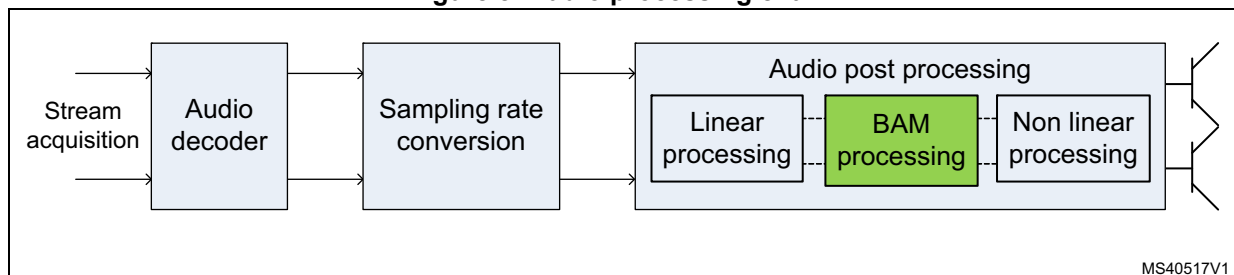 Stream
acquisition
Audio
decoder
Sampling rate
conversion
Audio post processing
Linear
processing
BAM
processing
Non linear
processing
MS40517V1